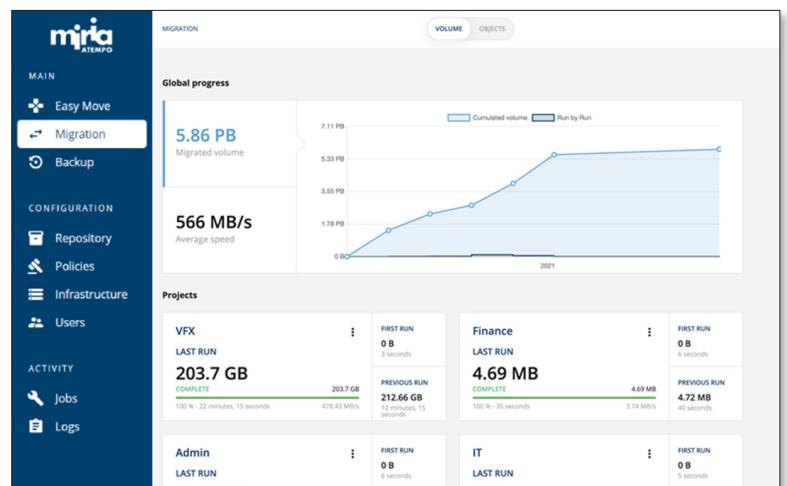 miria
ATEMPO
MAIN
Easy Move
Migration
Backup
CONFIGURATION
Repository
Policies
Infrastructure
Users
ACTIVITY
Jobs
Logs
MIGRATION
VOLUME OBJECTS
Global progress
5.86 PB
Migrated volume
566 MB/s
Average speed
Cumulated volume Run by Run
7.11 PB
5.33 PB
3.55 PB
1.78 PB
0 B
2021
Projects
VFX
LAST RUN
203.7 GB
COMPLETE 203.7 GB
100 % - 22 minutes, 15 seconds 478.43 MB/s
FIRST RUN
0 B
3 seconds
PREVIOUS RUN
212.66 GB
12 minutes, 15
seconds
Finance
LAST RUN
4.69 MB
COMPLETE 4.69 MB
100 % - 35 seconds 3.74 MB/s
FIRST RUN
0 B
6 seconds
PREVIOUS RUN
4.72 MB
40 seconds
Admin
LAST RUN
FIRST RUN
0 B
6 seconds
IT
LAST RUN
FIRST RUN
0 B
5 seconds